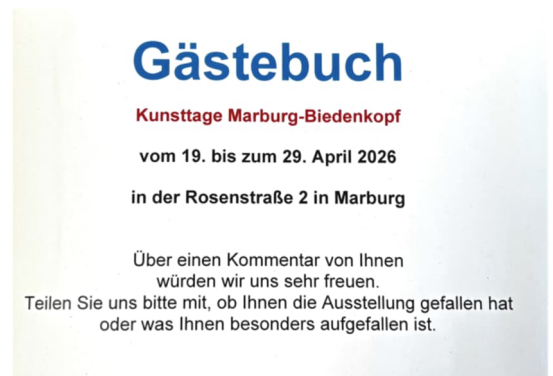 Gästebuch
Kunsttage Marburg-Biedenkopf
vom 19. bis zum 29. April 2026
in der Rosenstraße 2 in Marburg
Über einen Kommentar von Ihnen
würden wir uns sehr freuen.
Teilen Sie uns bitte mit, ob Ihnen die Ausstellung gefallen hat
oder was Ihnen besonders aufgefallen ist.